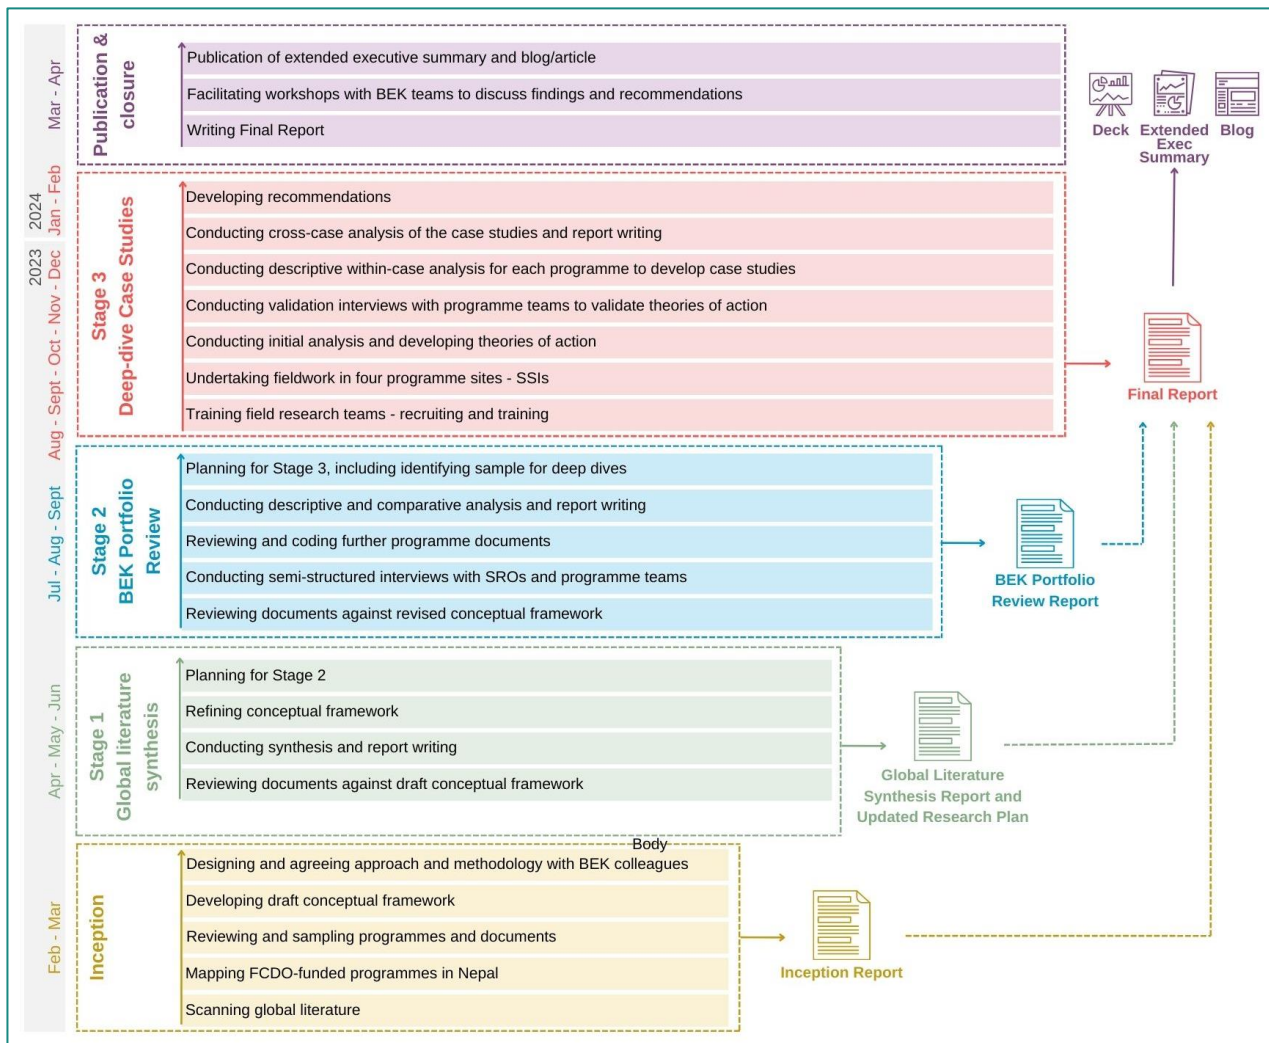 Mar - Apr
Publication &
closure
Publication of extended executive summary and blog/article
Facilitating workshops with BEK teams to discuss findings and recommendations
Writing Final Report
Deck
Extended
Exec
Summary
Blog
2024
Jan - Feb
2023
Aug - Sept - Oct - Nov - Dec
Stage 3
Deep-dive Case Studies
Developing recommendations
Conducting cross-case analysis of the case studies and report writing
Conducting descriptive within-case analysis for each programme to develop case studies
Conducting validation interviews with programme teams to validate theories of action
Conducting initial analysis and developing theories of action
Undertaking fieldwork in four programme sites - SSIs
Training field research teams - recruiting and training
Final Report
Jul - Aug - Sept
Stage 2
BEK Portfolio
Review
Planning for Stage 3, including identifying sample for deep dives
Conducting descriptive and comparative analysis and report writing
Reviewing and coding further programme documents
Conducting semi-structured interviews with SROs and programme teams
Reviewing documents against revised conceptual framework
BEK Portfolio
Review Report
Apr - May - Jun
Stage 1
Global literature
synthesis
Planning for Stage 2
Refining conceptual framework
Conducting synthesis and report writing
Reviewing documents against draft conceptual framework
Global Literature
Synthesis Report and
Updated Research Plan
Body
Feb - Mar
Inception
Designing and agreeing approach and methodology with BEK colleagues
Developing draft conceptual framework
Reviewing and sampling programmes and documents
Mapping FCDO-funded programmes in Nepal
Scanning global literature
Inception Report